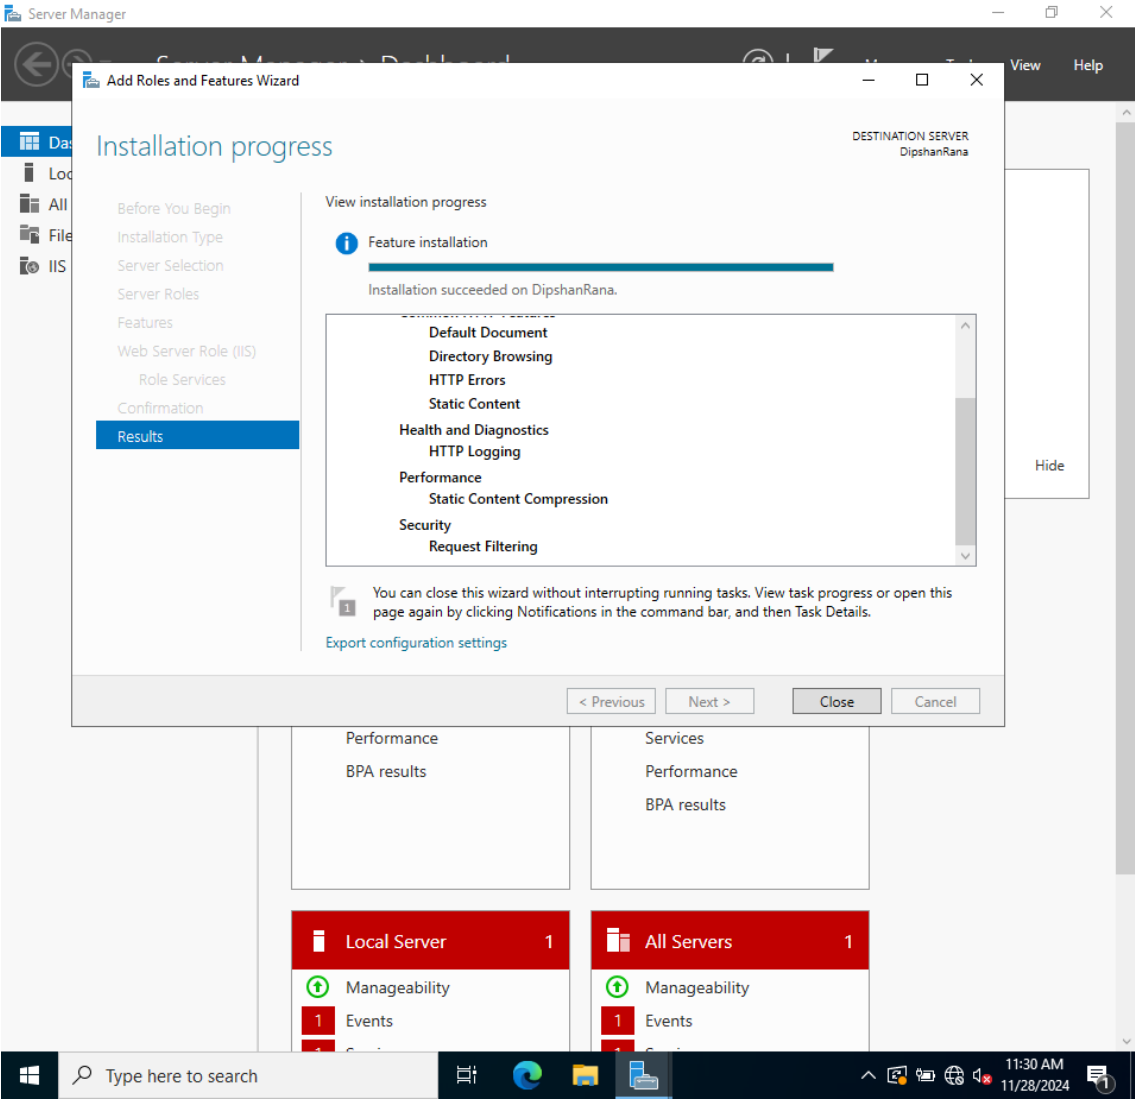 Server Manager
View
Help
Add Roles and Features Wizard
Installation progress
DESTINATION SERVER
DipshanRana
Before You Begin
Installation Type
Server Selection
Server Roles
Features
Web Server Role (IIS)
Role Services
Confirmation
Results
View installation progress
Feature installation
Installation succeeded on DipshanRana.
Default Document
Directory Browsing
HTTP Errors
Static Content
Health and Diagnostics
HTTP Logging
Performance
Static Content Compression
Security
Request Filtering
1
You can close this wizard without interrupting running tasks. View task progress or open this
page again by clicking Notifications in the command bar, and then Task Details.
Export configuration settings
< Previous
Next >
Close
Cancel
All
File
IIS
Hide
Performance
BPA results
Services
Performance
BPA results
Local Server 1
Manageability
1 Events
1
All Servers 1
Manageability
1 Events
1
Type here to search
11:30 AM
11/28/2024
1